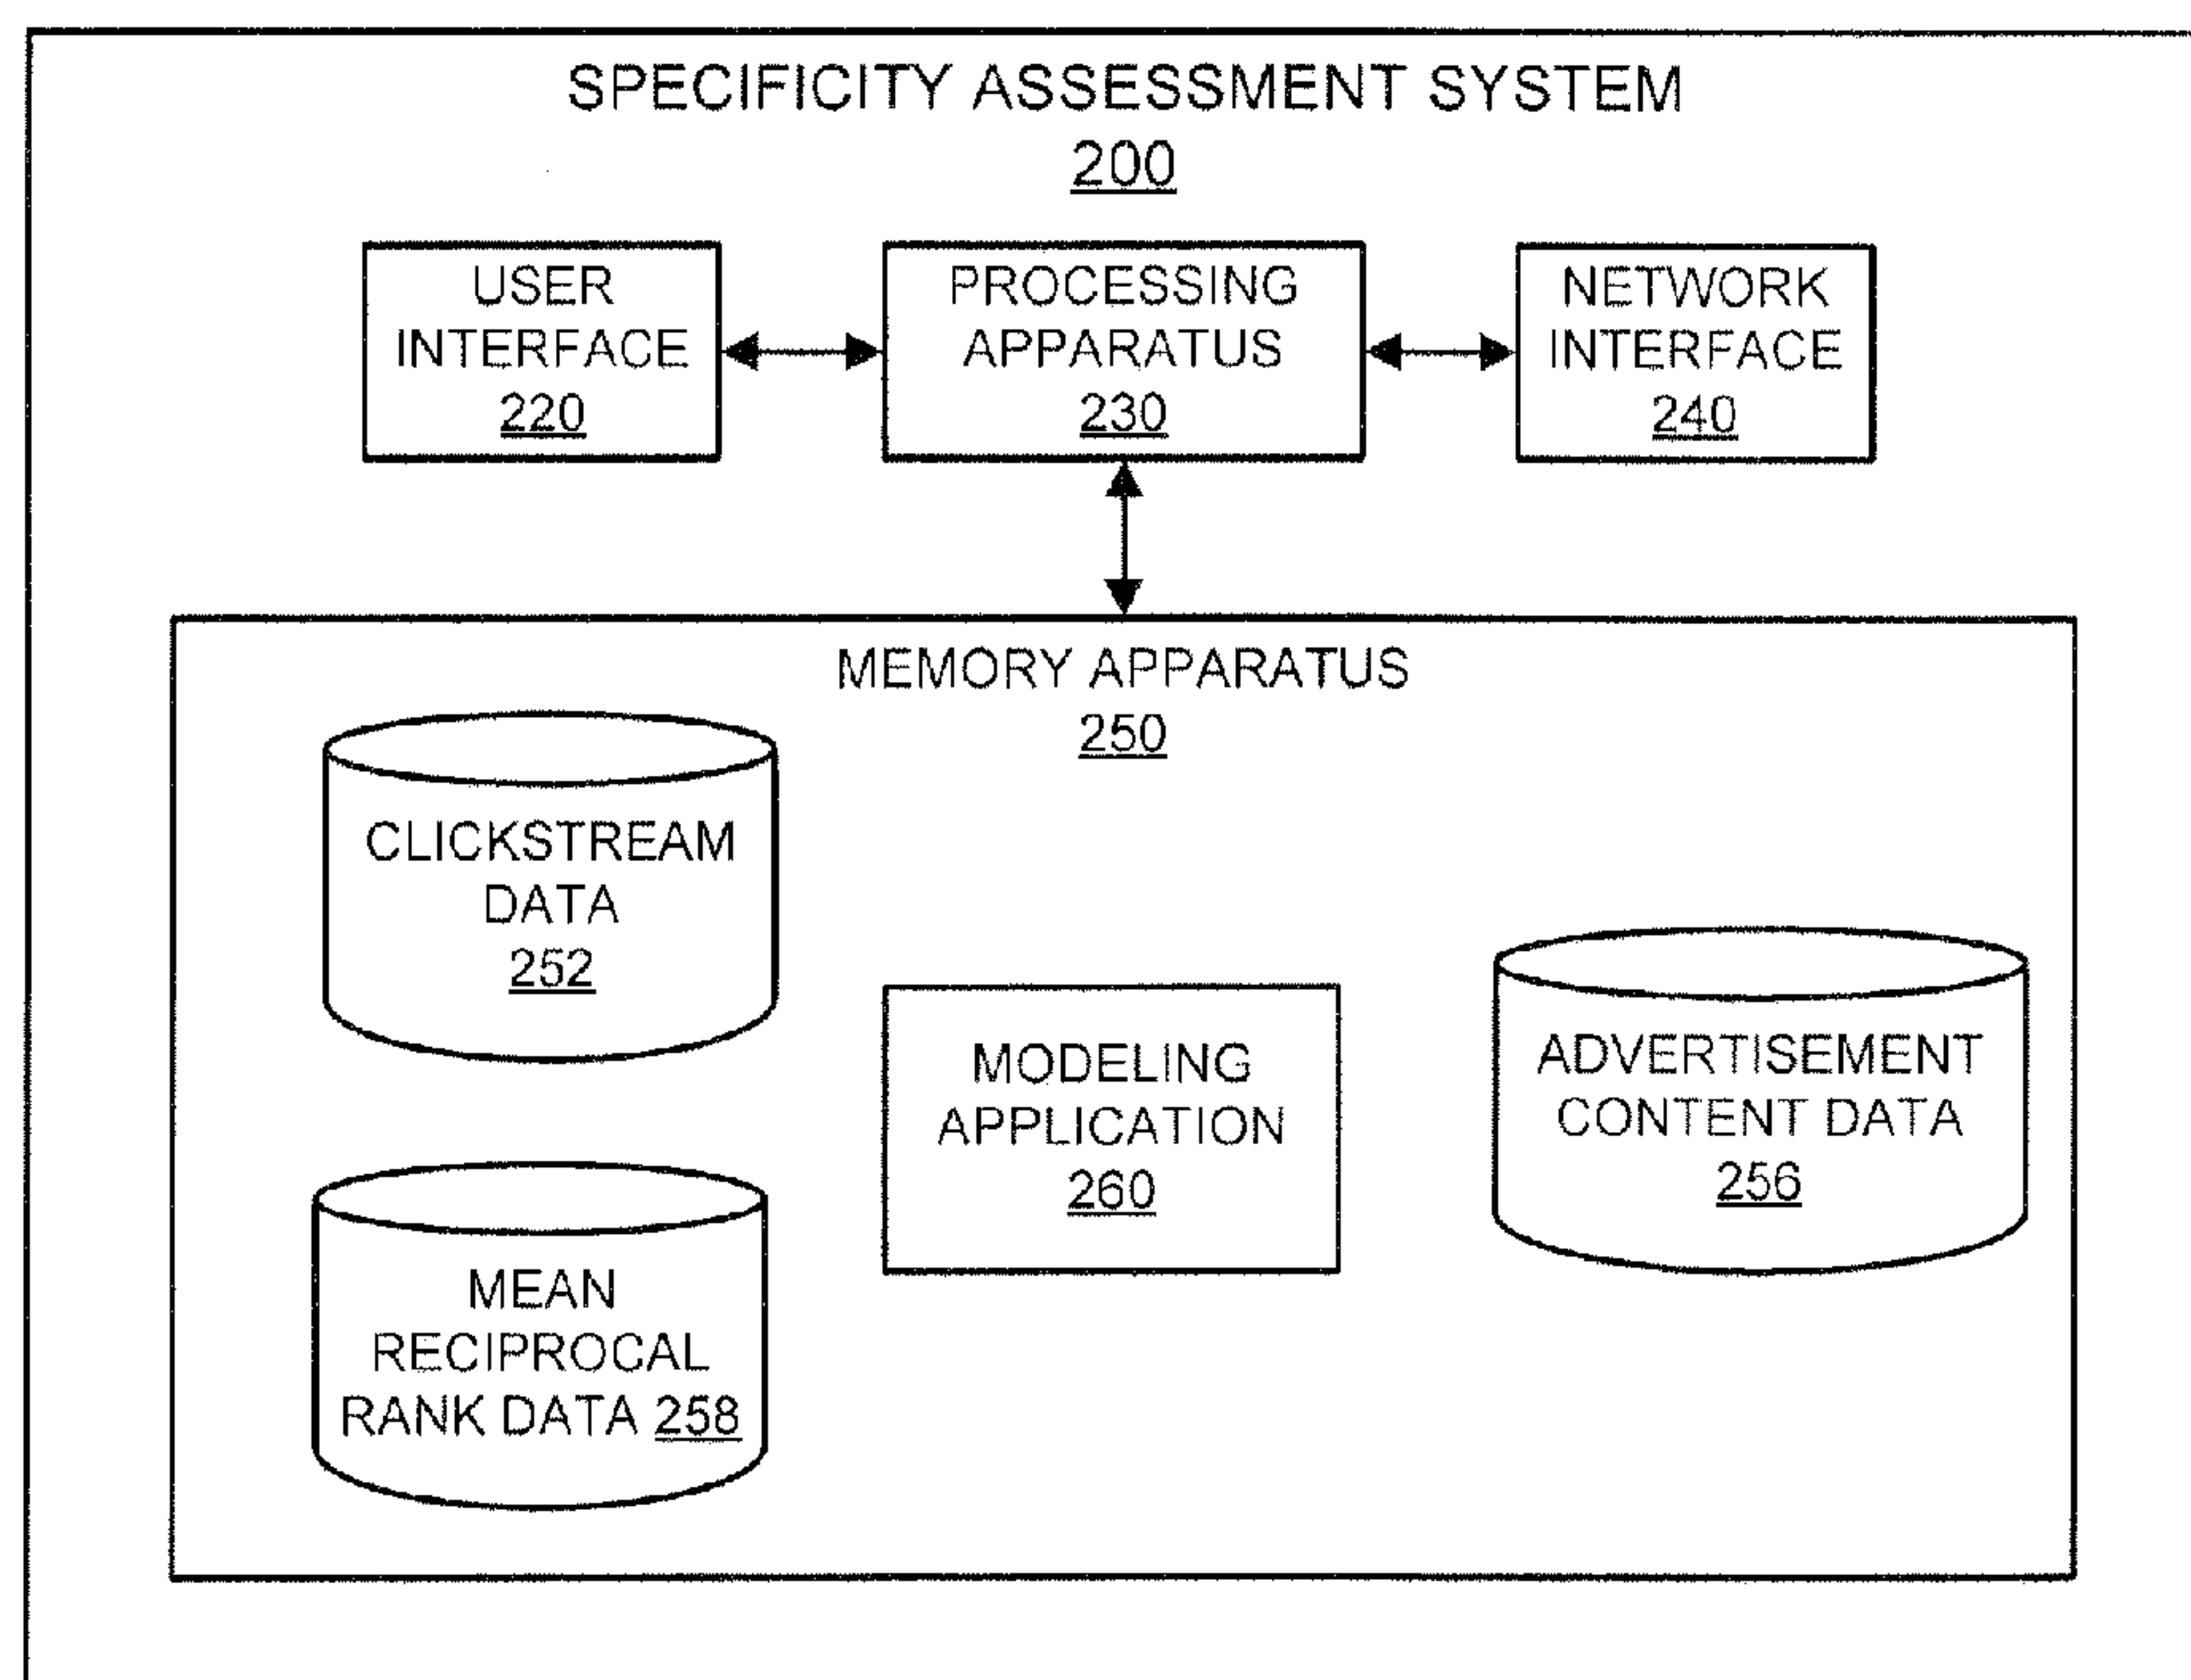 SPECIFICITY ASSESSMENT SYSTEM
200
USER
INTERFACE
220
PROCESSING
APPARATUS
230
NETWORK
INTERFACE
240
MEMORY APPARATUS
250
CLICKSTREAM
DATA
252
MODELING
APPLICATION
260
ADVERTISEMENT
CONTENT DATA
256
MEAN
RECIPROCAL
RANK DATA 258